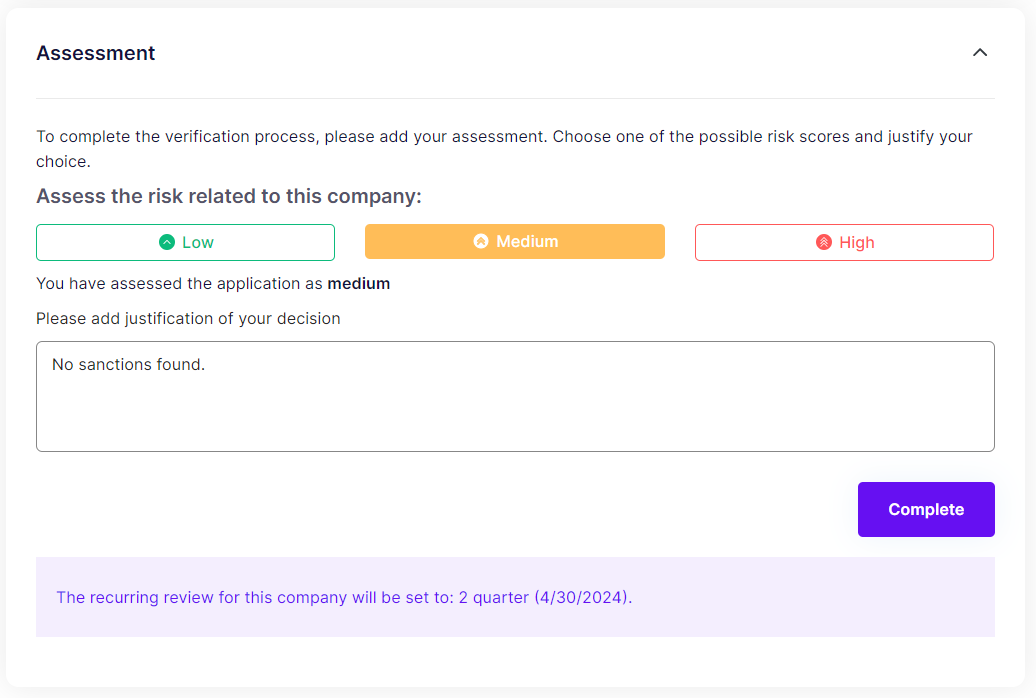 Assessment
To complete the verification process, please add your assessment. Choose one of the possible risk scores and justify your
choice.
Assess the risk related to this company:
Low
Medium
High
You have assessed the application as medium
Please add justification of your decision
No sanctions found.
Complete
The recurring review for this company will be set to: 2 quarter (4/30/2024).